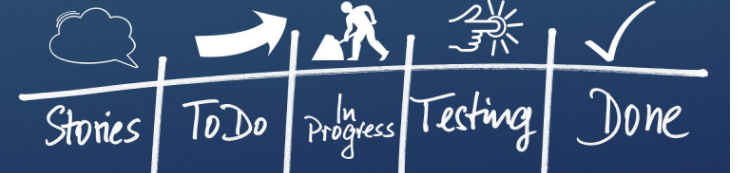 Stories
ToDo
In
Progress
Testing
Done